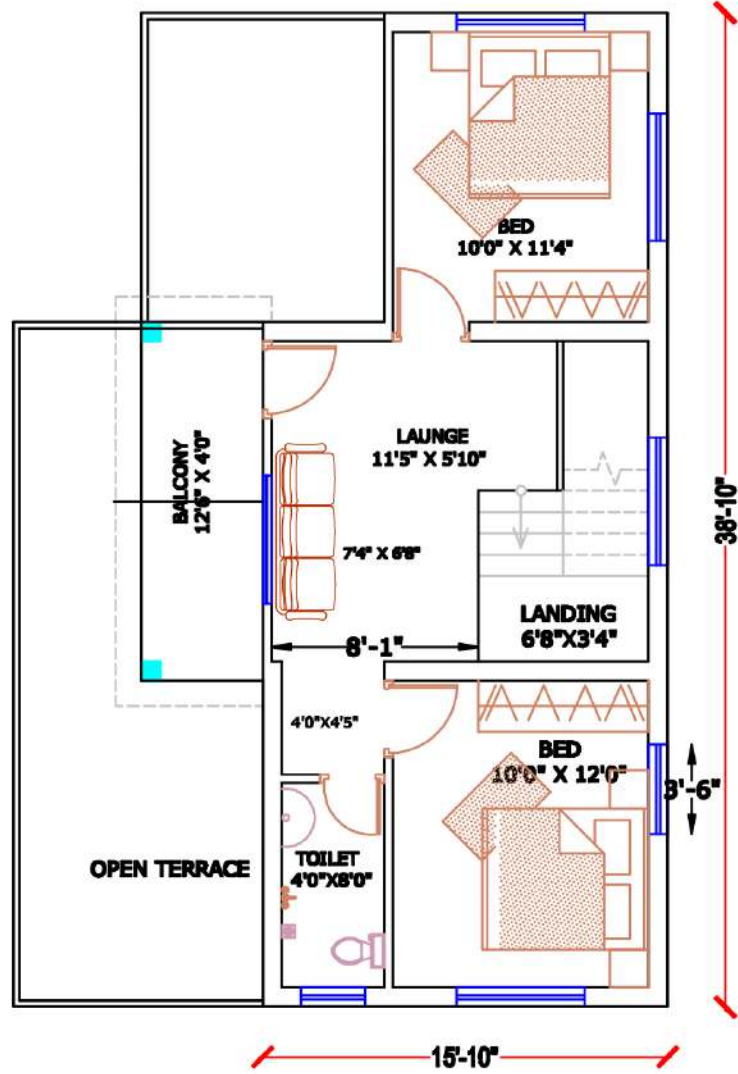 BED
10'0" X 11'4"
LAUNGE
11'5" X 5'10"
BALCONY
12'6" X 4'0"
7'4" X 6'8"
38'-10"
LANDING
6'8"X3'4"
8'-1"
4'0"X4'5"
BED
10'0" X 12'0"
3'-6"
OPEN TERRACE
TOILET
4'0"X8'0"
15'-10"